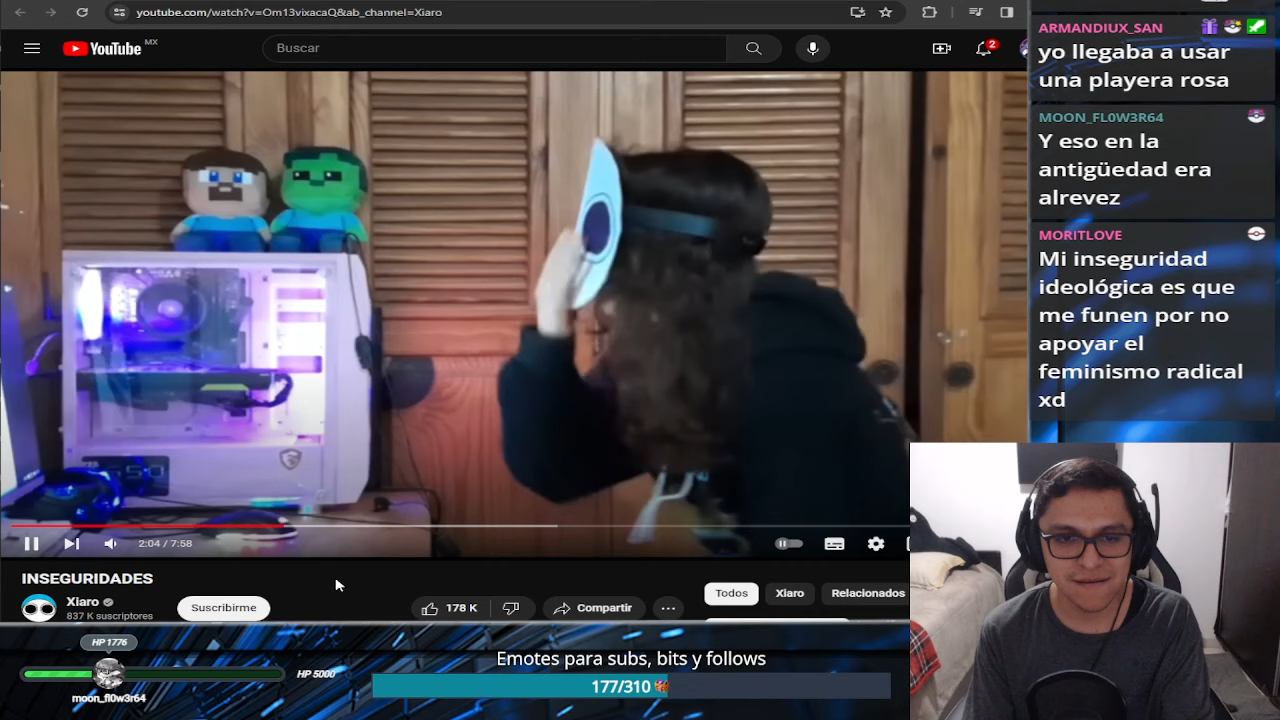 youtube.com/watch?v=Om13vixacaQ&ab_channel=Xiaro
YouTube MX
Buscar
2
2:04 / 7:58
INSEGURIDADES
Xiaro
837 K suscriptores
Suscribirme
178 K
Compartir
Todos
Xiaro
Relacionados
ARMANDIUX_SAN
yo llegaba a usar
una playera rosa
MOON_FL0W3R64
Y eso en la
antigüedad era
alrevez
MORITLOVE
Mi inseguridad
ideológica es que
me funen por no
apoyar el
feminismo radical
xd
HP 1776
HP 5000
moon_fl0w3r64
Emotes para subs, bits y follows
177/310